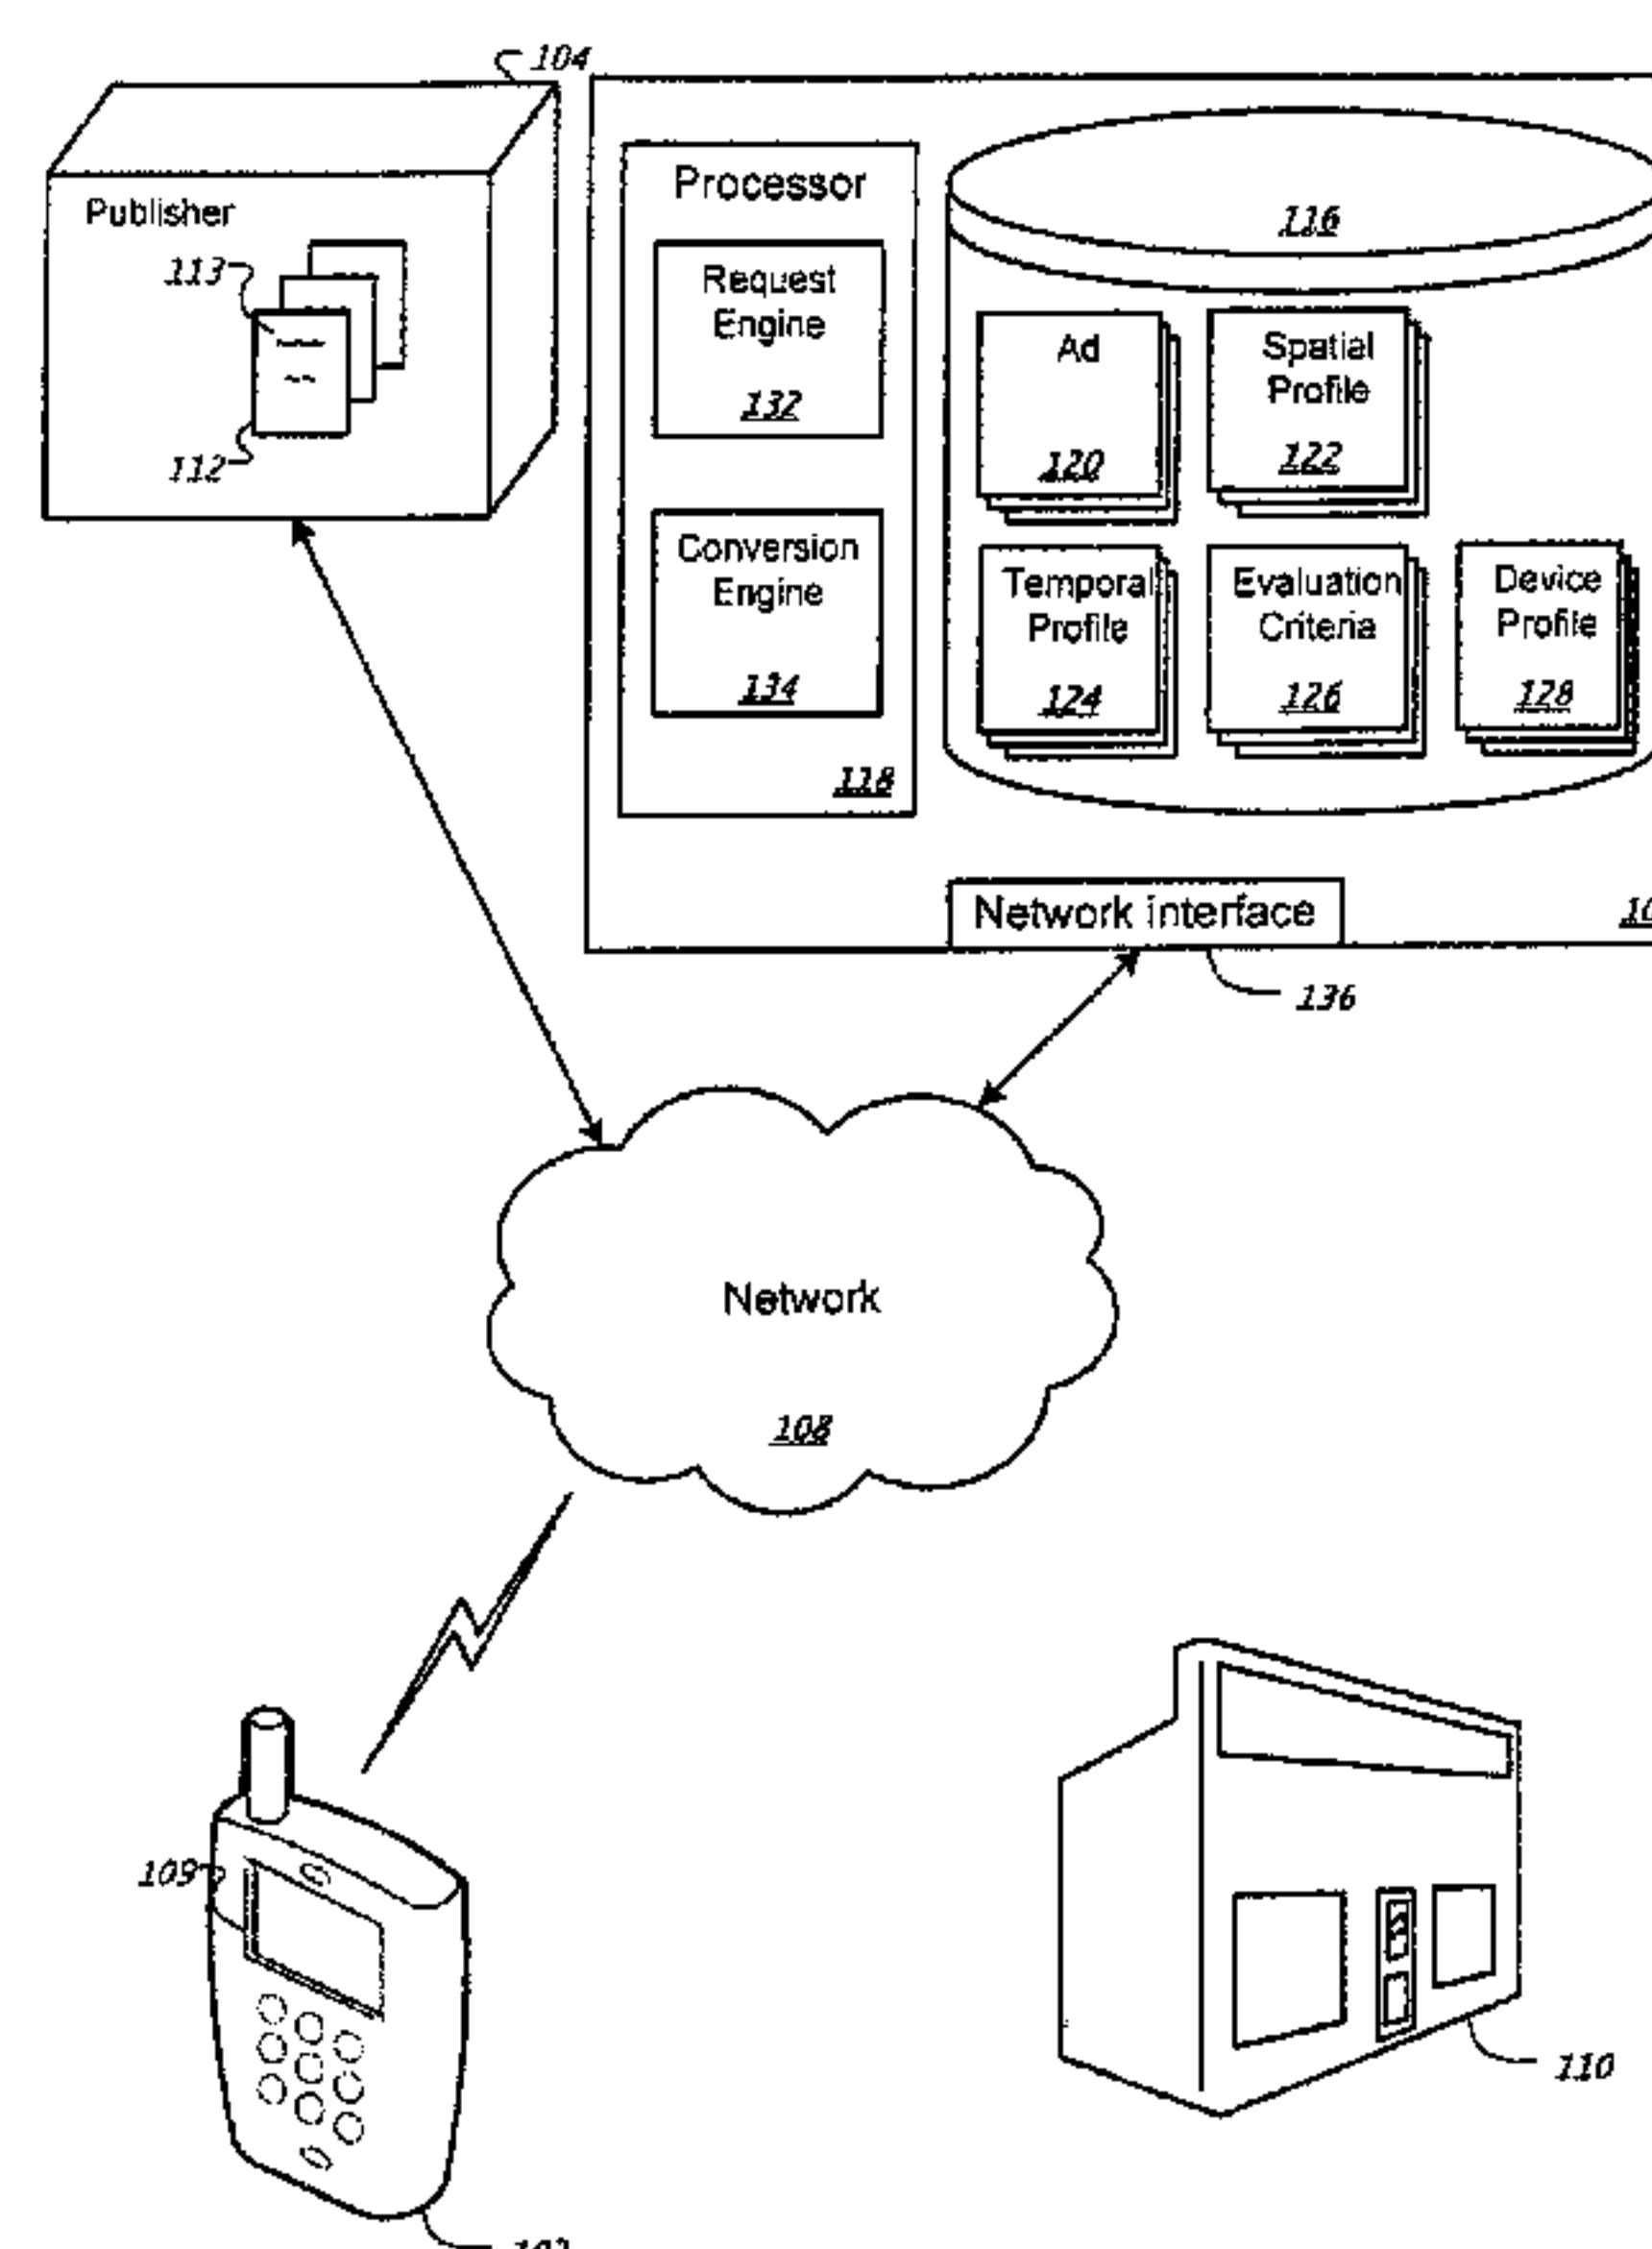 104
Publisher
113
112
Processor
Request
Engine
132
Conversion
Engine
134
118
116
Ad
120
Spatial
Profile
122
Temporal
Profile
124
Evaluation
Criteria
126
Device
Profile
128
Network interface
136
Network
108
109
110